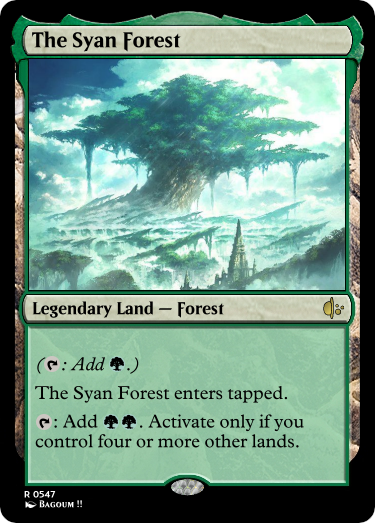 The Syan Forest
Legendary Land — Forest
(: Add .)
The Syan Forest enters tapped.
: Add . Activate only if you
control four or more other lands.
R 0547
Bagoum !!